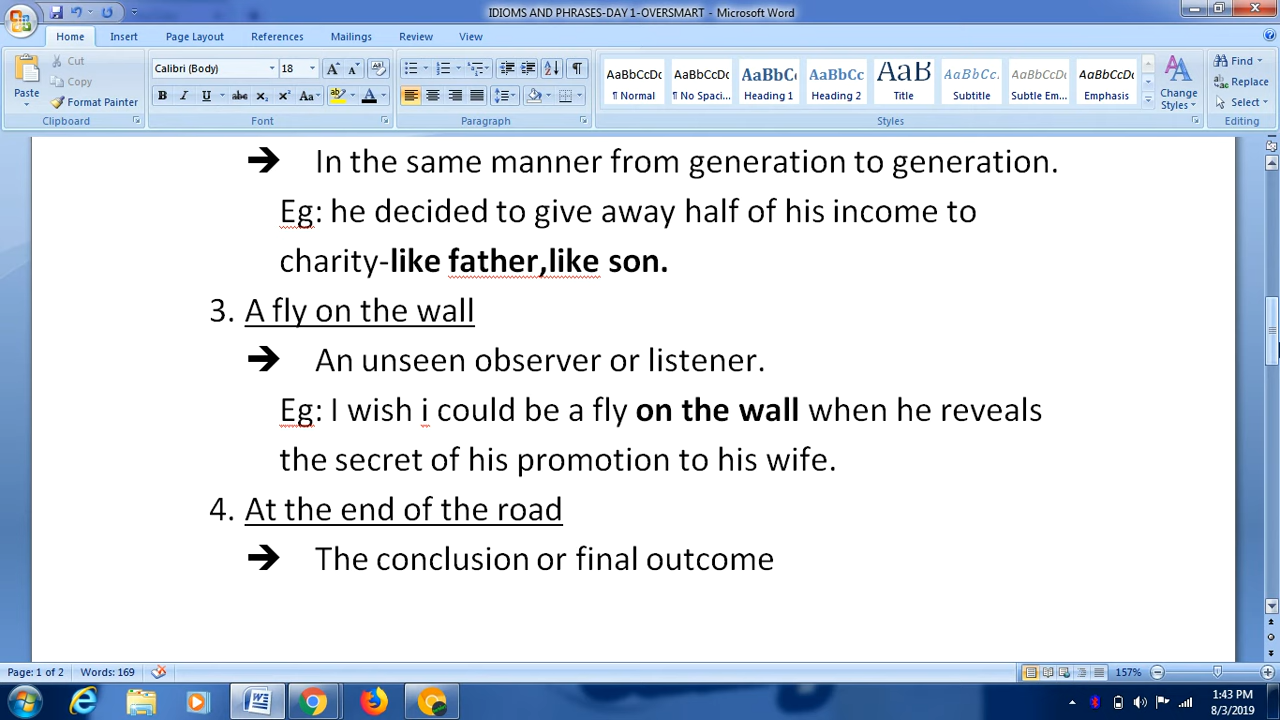 IDIOMS AND PHRASES-DAY 1-OVERSMART - Microsoft Word
Home Insert Page Layout References Mailings Review View
Paste
Cut
Copy
Format Painter
Clipboard
Calibri (Body) 18
B I U abc x₂ x² Aa
Font
Paragraph
AaBbCcDc AaBbCcDc AaBbCc AaBbCc AaB AaBbCc. AaBbCcDc AaBbCcDc
¶ Normal ¶ No Spaci... Heading 1 Heading 2 Title Subtitle Subtle Em... Emphasis
Change Styles
Styles
Find
Replace
Select
Editing
➔ In the same manner from generation to generation.
Eg: he decided to give away half of his income to
charity-like father,like son.
3. A fly on the wall
➔ An unseen observer or listener.
Eg: I wish i could be a fly on the wall when he reveals
the secret of his promotion to his wife.
4. At the end of the road
➔ The conclusion or final outcome
Page: 1 of 2 Words: 169 157%
1:43 PM
8/3/2019